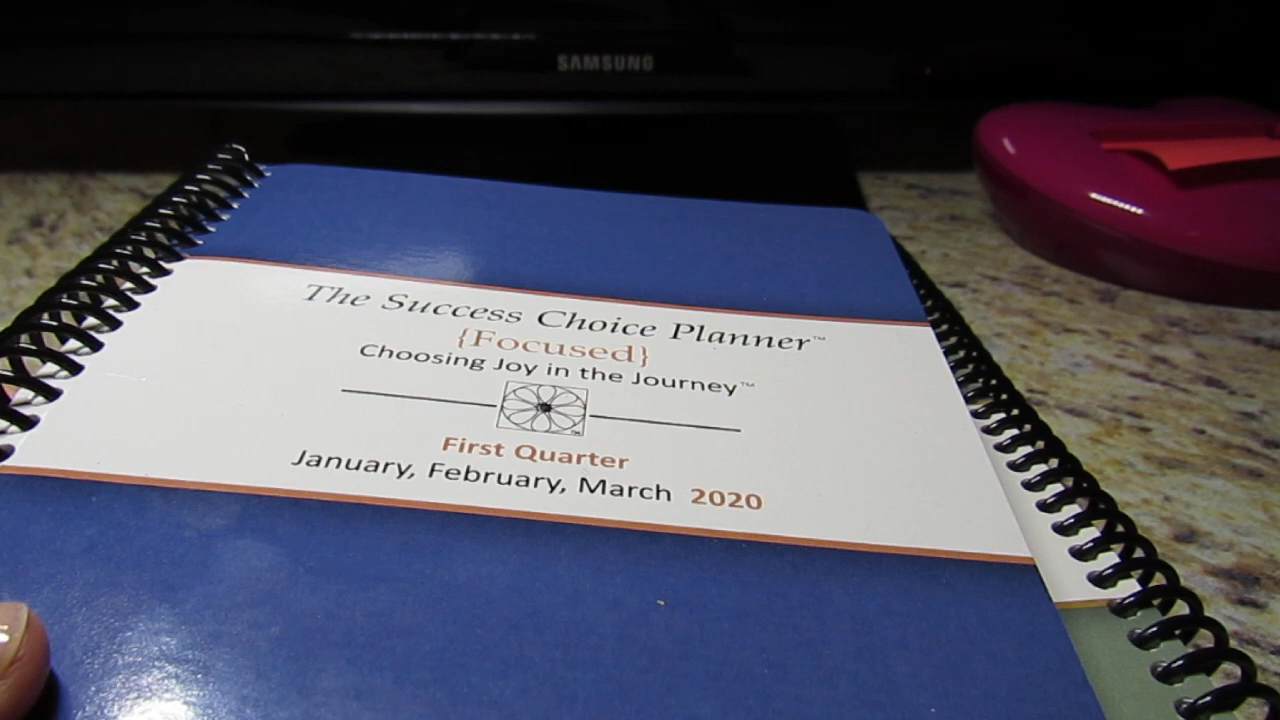 SAMSUNG
The Success Choice Planner™
{Focused}
Choosing Joy in the Journey™
First Quarter
January, February, March 2020